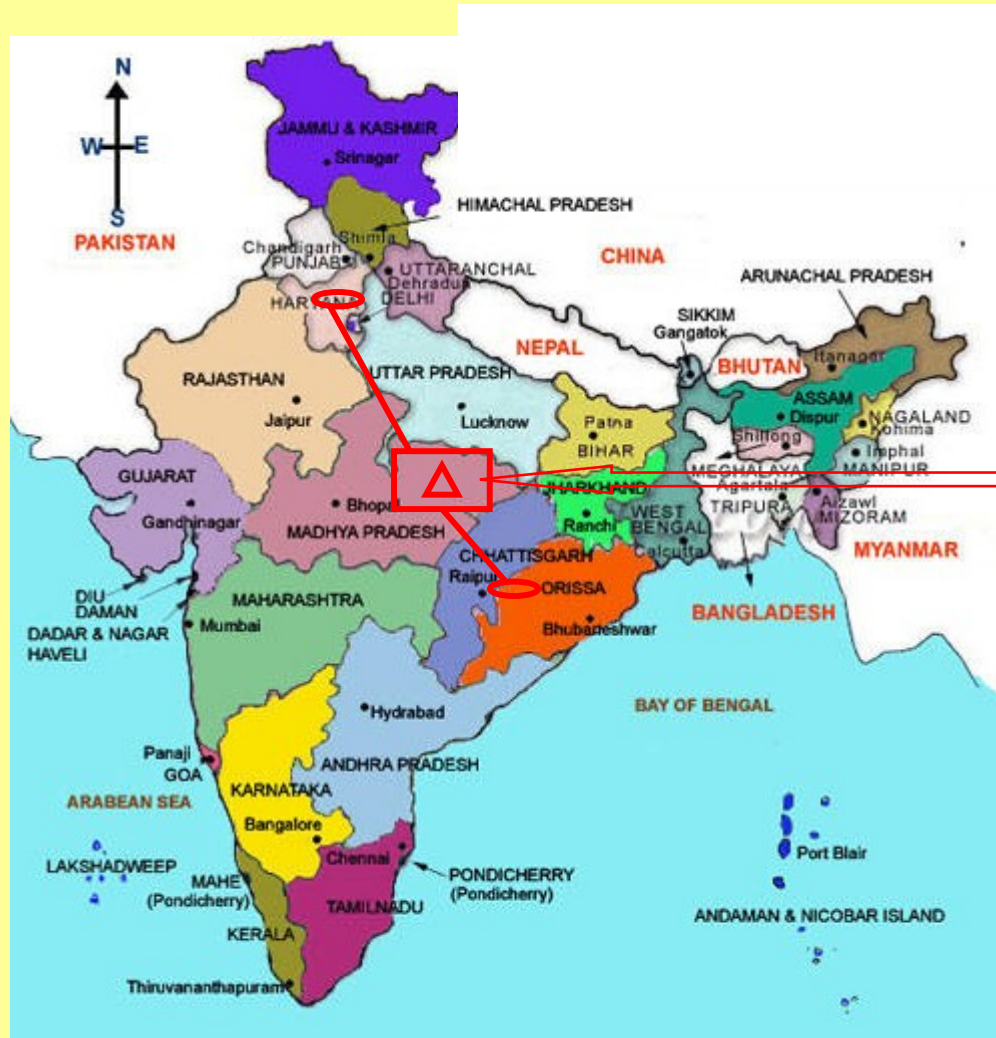 N
W E
S
JAMMU & KASHMIR
Srinagar
HIMACHAL PRADESH
PAKISTAN
Shimla
Chandigarh
PUNJAB
CHINA
UTTARANCHAL
Dehradun
ARUNACHAL PRADESH
HARYANA
DELHI
SIKKIM
Gangatok
NEPAL
BHUTAN
Itanagar
RAJASTHAN
UTTAR PRADESH
ASSAM
Jaipur
Lucknow
Patna
Dispur
NAGALAND
Kohima
BIHAR
Shillong
Imphal
GUJARAT
MEGHALAYA
MANIPUR
JHARKHAND
Agartala
Gandhinagar
Bhopal
TRIPURA
Aizawl
MIZORAM
Ranchi
WEST
BENGAL
MADHYA PRADESH
Calcutta
MYANMAR
CHHATTISGARH
Raipur
ORISSA
DIU
DAMAN
MAHARASHTRA
BANGLADESH
DADAR & NAGAR
HAVELI
Mumbai
Bhubaneshwar
Hydrabad
BAY OF BENGAL
Panaji
GOA
ANDHRA PRADESH
KARNATAKA
ARABEAN SEA
Bangalore
Chennai
Port Blair
LAKSHADWEEP
MAHE
(Pondicherry)
PONDICHERRY
(Pondicherry)
TAMILNADU
ANDAMAN & NICOBAR ISLAND
KERALA
Thiruvananthapuram